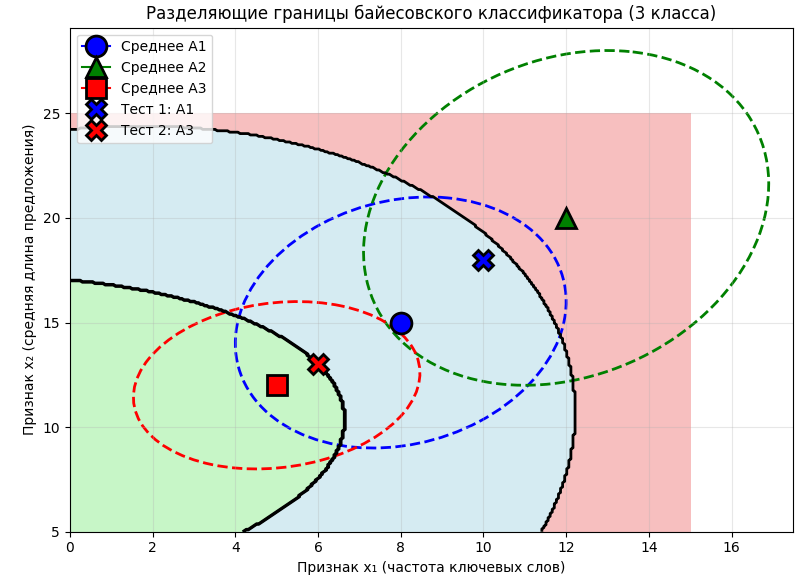 Разделяющие границы байесовского классификатора (3 класса)
Среднее A1
Среднее A2
Среднее A3
Тест 1: A1
Тест 2: A3
Признак x₂ (средняя длина предложения)
25
20
15
10
5
0 2 4 6 8 10 12 14 16
Признак x₁ (частота ключевых слов)